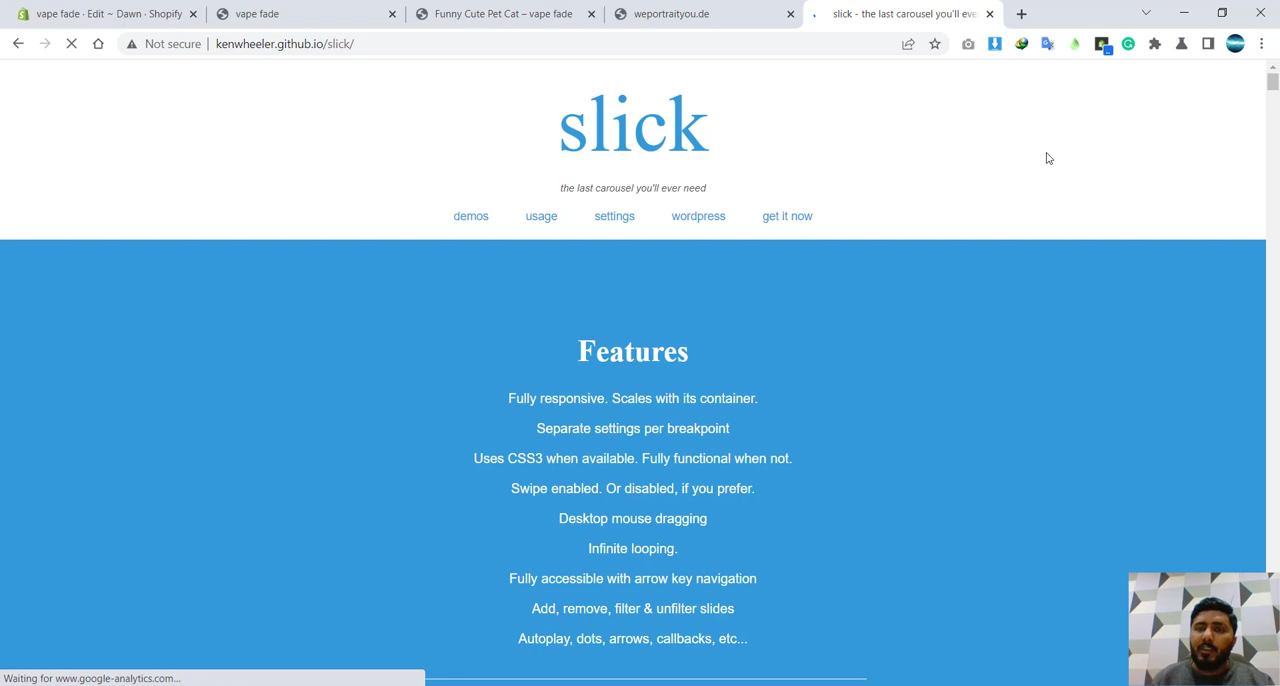 vape fade · Edit ~ Dawn · Shopify
vape fade
Funny Cute Pet Cat – vape fade
weportraityou.de
slick - the last carousel you'll eve
Not secure
kenwheeler.github.io/slick/
slick
the last carousel you'll ever need
demos
usage
settings
wordpress
get it now
Features
Fully responsive. Scales with its container.
Separate settings per breakpoint
Uses CSS3 when available. Fully functional when not.
Swipe enabled. Or disabled, if you prefer.
Desktop mouse dragging
Infinite looping.
Fully accessible with arrow key navigation
Add, remove, filter & unfilter slides
Autoplay, dots, arrows, callbacks, etc...
Waiting for www.google-analytics.com...